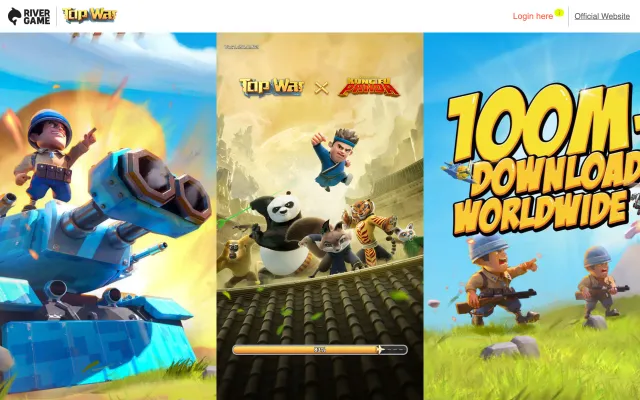 RIVER
GAME
Top War
Login here
Official Website
Top War
KUNG FU
PANDA
100M+
DOWNLOAD
WORLDWIDE